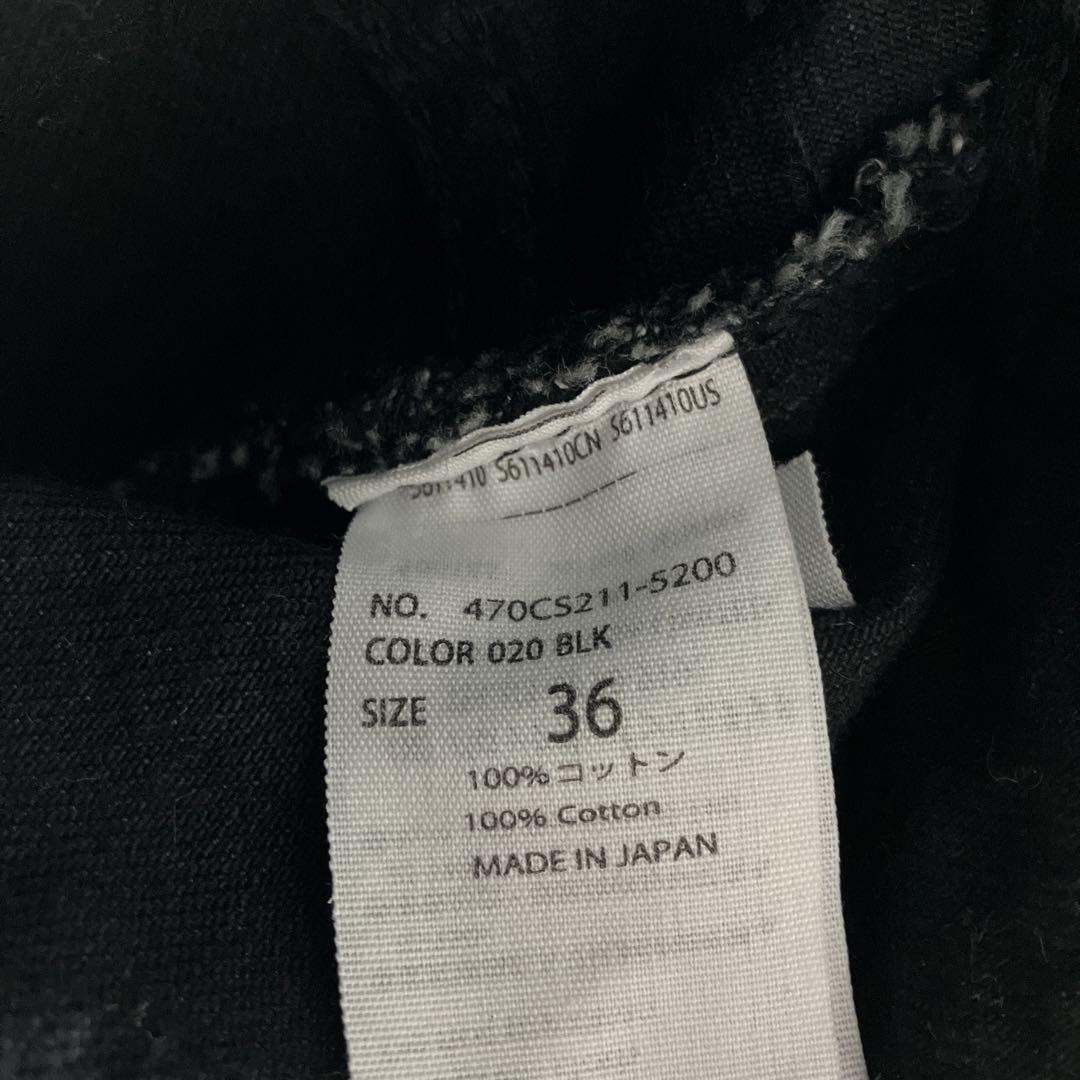 S611410 S611410CN S611410US
NO. 470CS211-5200
COLOR 020 BLK
SIZE 36
100%コットン
100% Cotton
MADE IN JAPAN